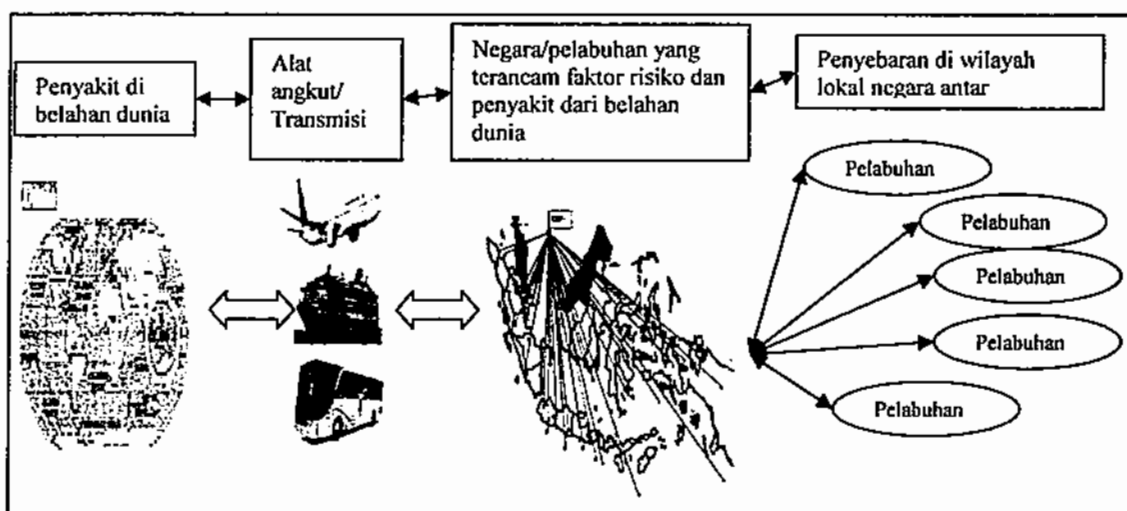 Penyakit di
belahan dunia
Alat
angkut/
Transmisi
Negara/pelabuhan yang
terancam faktor risiko dan
penyakit dari belahan
dunia
Penyebaran di wilayah
lokal negara antar
Pelabuhan
Pelabuhan
Pelabuhan
Pelabuhan
Pelabuhan